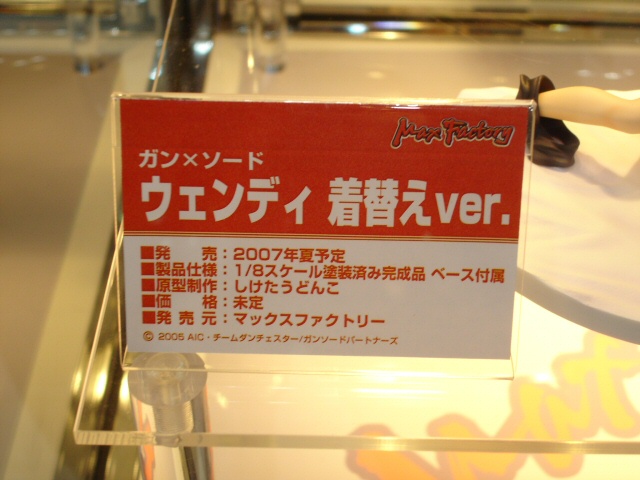 Max Factory
ガン×ソード
ウェンディ 着替えver.
■発　売：2007年夏予定
■製品仕様：1/8スケール塗装済み完成品 ベース付属
■原型制作：しけたうどんこ
■価　格：未定
■発 売 元：マックスファクトリー
© 2005 AIC・チームダンチェスター/ガンソードパートナーズ